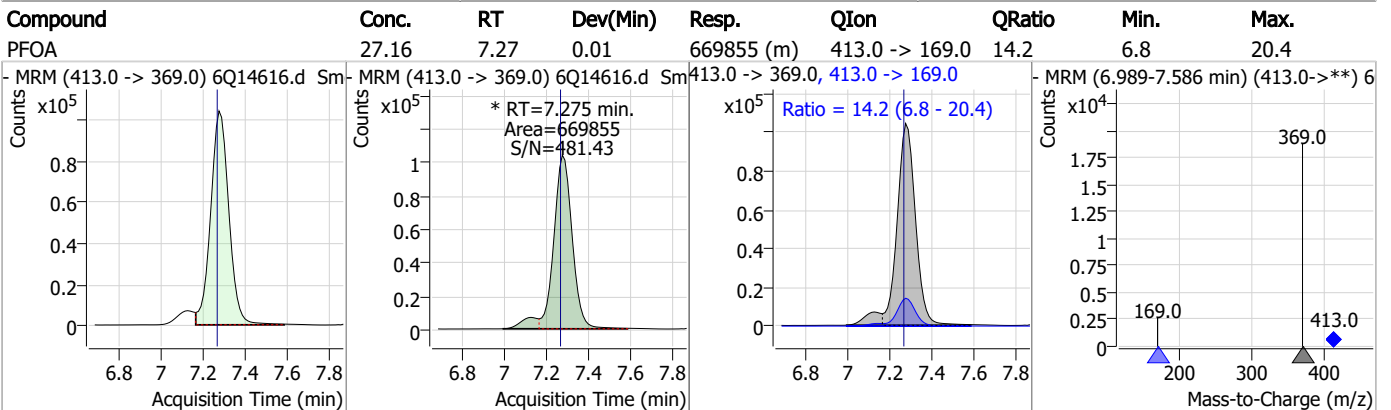 Compound Conc. RT Dev(Min) Resp. QIon QRatio Min. Max.
PFOA 27.16 7.27 0.01 669855 (m) 413.0 -> 169.0 14.2 6.8 20.4
- MRM (413.0 -> 369.0) 6Q14616.d Sm
Counts
x10⁵
0.8
0.6
0.4
0.2
0
6.8 7 7.2 7.4 7.6 7.8
Acquisition Time (min)
- MRM (413.0 -> 369.0) 6Q14616.d Sm
Counts
x10⁵
* RT=7.275 min.
Area=669855
S/N=481.43
1
0.8
0.6
0.4
0.2
0
6.8 7 7.2 7.4 7.6 7.8
Acquisition Time (min)
413.0 -> 369.0, 413.0 -> 169.0
x10⁵
Ratio = 14.2 (6.8 - 20.4)
0.8
0.6
0.4
0.2
0
6.8 7 7.2 7.4 7.6 7.8
Acquisition Time (min)
- MRM (6.989-7.586 min) (413.0->**) 6
Counts
x10⁴
369.0
1.75
1.5
1.25
1
0.75
0.5
0.25
0
169.0
413.0
200 300 400
Mass-to-Charge (m/z)